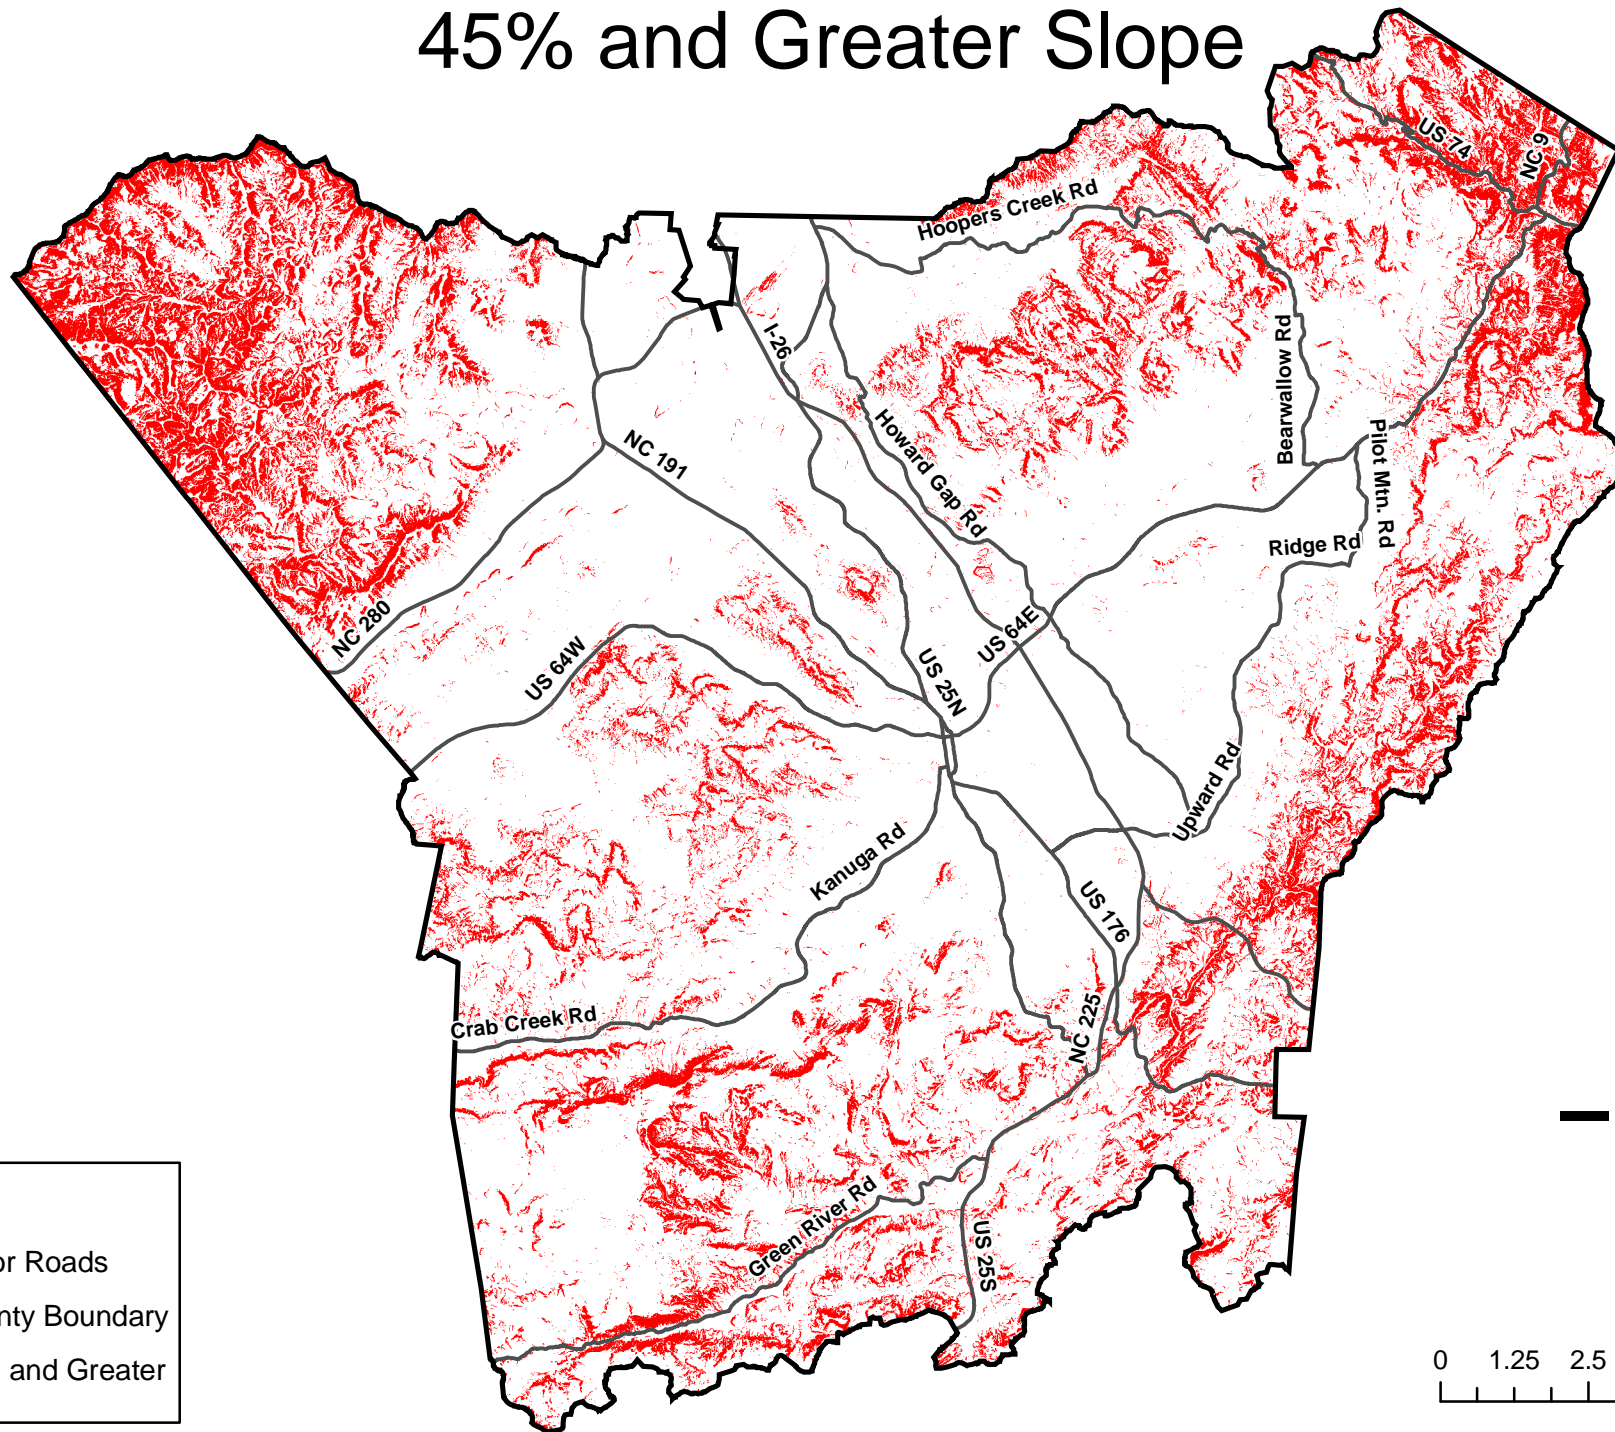 45% and Greater Slope
US 74
NC 9
Hoopers Creek Rd
I-26
Bearwallow Rd
Howard Gap Rd
Pilot Mtn. Rd
NC 191
Ridge Rd
NC 280
US 64W
US 64E
US 25N
Upward Rd
Kanuga Rd
US 176
Crab Creek Rd
NC 225
Green River Rd
US 25S
or Roads
nty Boundary
and Greater
0 1.25 2.5